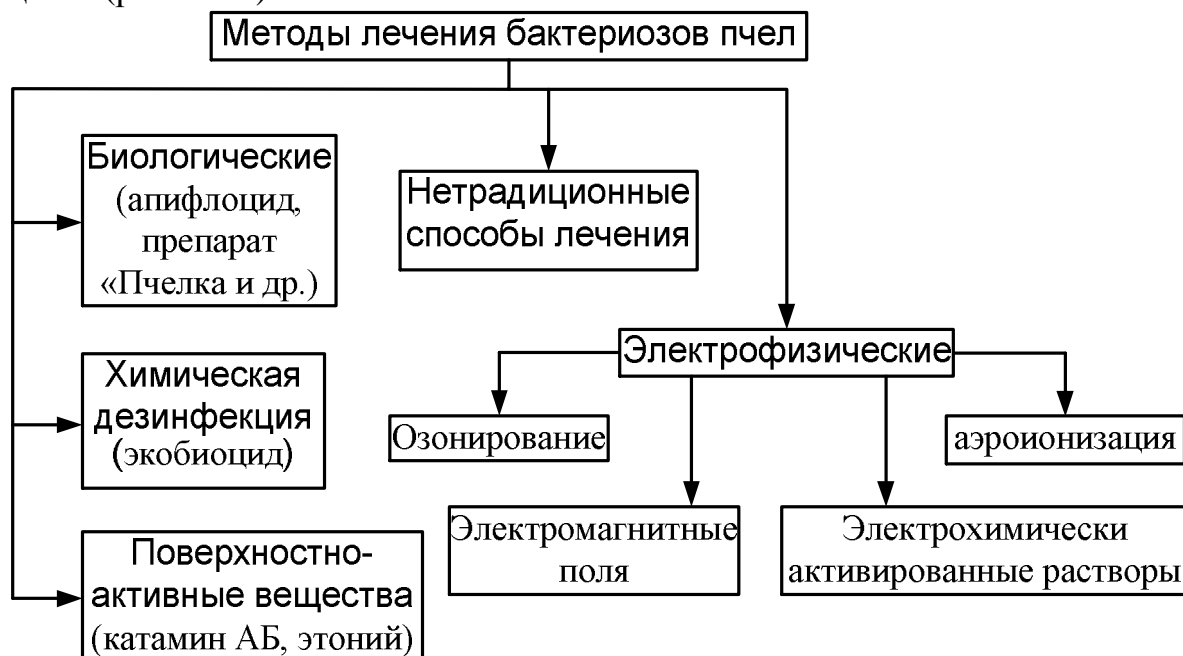 Методы лечения бактериозов пчел
Биологические
(апифлоцид,
препарат
«Пчелка и др.)
Нетрадиционные
способы лечения
Химическая
дезинфекция
(экобиоцид)
Поверхностно-
активные вещества
(катамин АБ, этоний)
Электрофизические
Озонирование
аэроионизация
Электромагнитные
поля
Электрохимически
активированные растворы